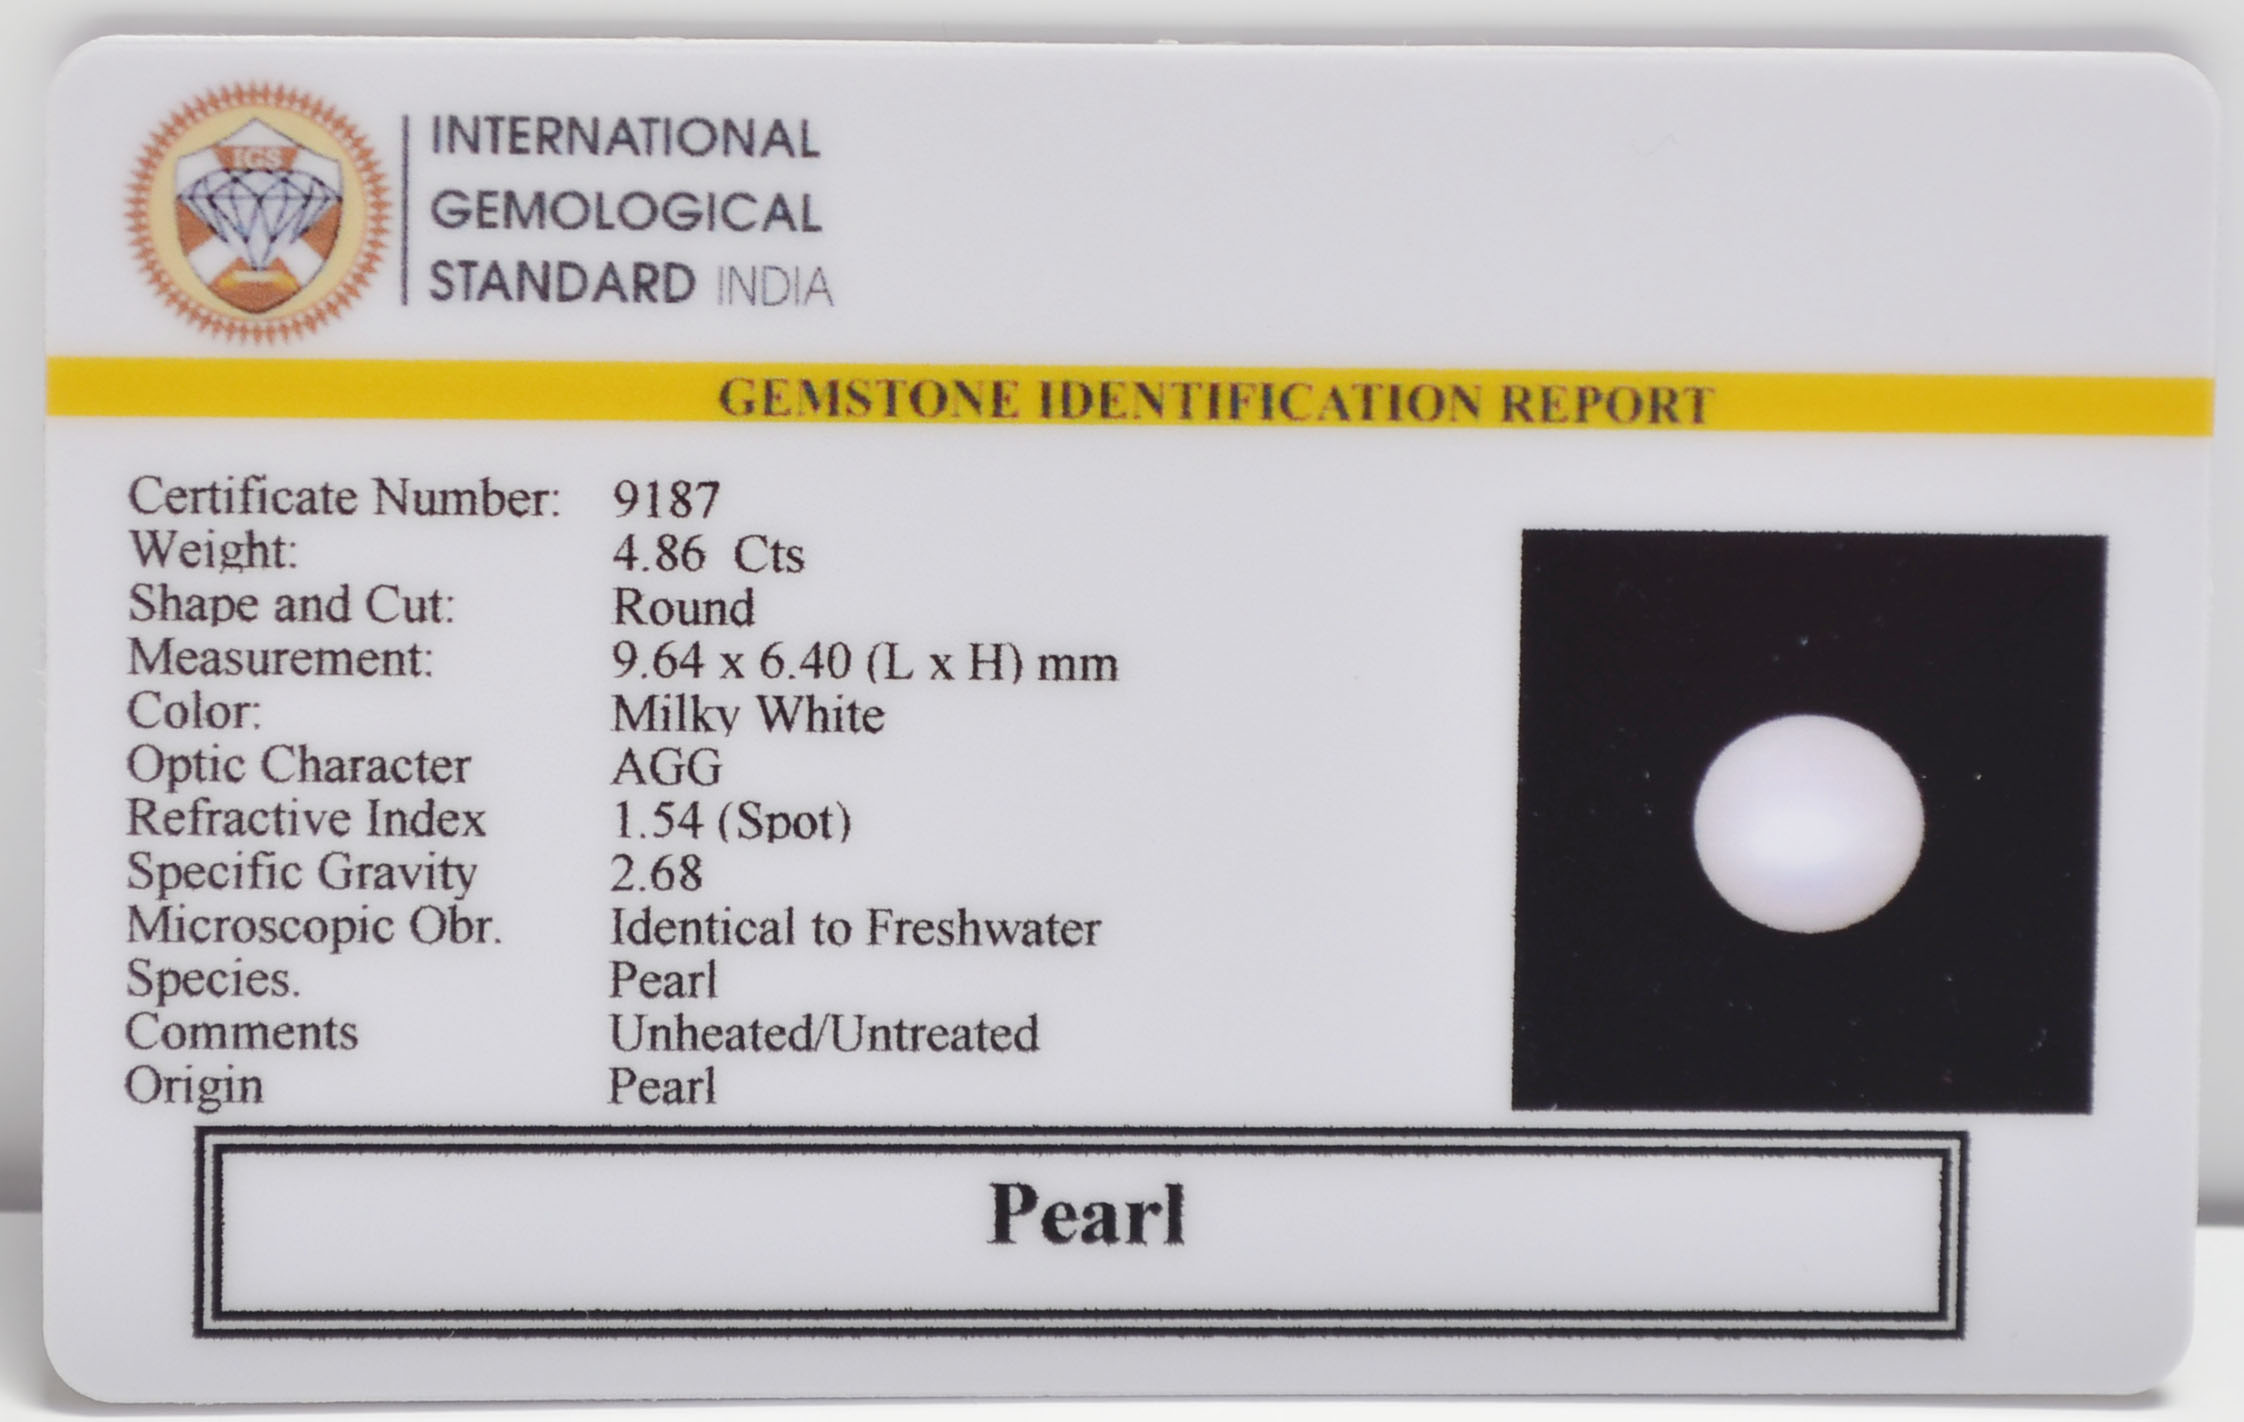 IGS
INTERNATIONAL
GEMOLOGICAL
STANDARD INDIA
GEMSTONE IDENTIFICATION REPORT
Certificate Number: 9187
Weight: 4.86 Cts
Shape and Cut: Round
Measurement: 9.64 x 6.40 (L x H) mm
Color: Milky White
Optic Character AGG
Refractive Index 1.54 (Spot)
Specific Gravity 2.68
Microscopic Obr. Identical to Freshwater
Species. Pearl
Comments Unheated/Untreated
Origin Pearl
Pearl